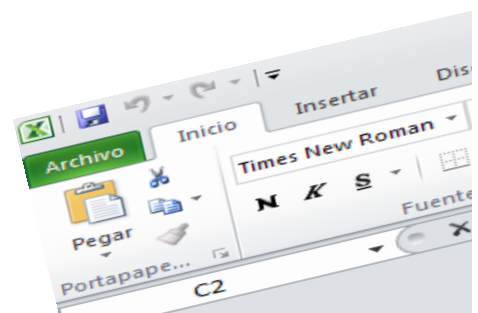 Archivo Inicio Insertar Dis
Times New Roman
Pegar
N K S
Portapape... Fuente
C2